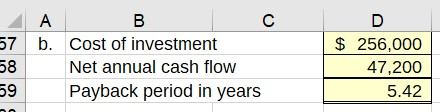 A B C D
57 b. Cost of investment $ 256,000
58 Net annual cash flow 47,200
59 Payback period in years 5.42